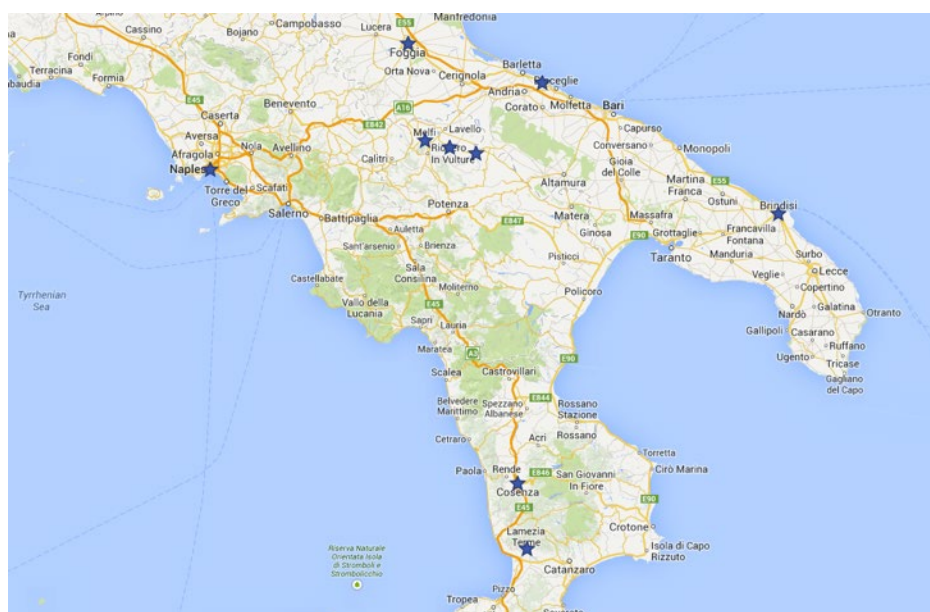 Manfredonia
Campobasso
Lucera
E55
Cassino
Bojano
Foggia
Fondi
Orta Nova
Cerignola
Barletta
Terracina
Formia
E45
Benevento
A16
Andria
Corato
Molfetta
Bari
Caserta
E842
Melfi
Lavello
Capurso
Aversa
Nola
Avellino
Conversano
Monopoli
Afragola
Calitri
In Vulture
Gioia
del Colle
Naples
Torre del
Greco
Scafati
Altamura
Martina
Franca
E55
Ostuni
Brindisi
Salerno
Battipaglia
Potenza
Matera
Massafra
Auletta
E847
Ginosa
E90
Grottaglie
Francavilla
Fontana
Sant'arsenio
Brienza
Taranto
Manduria
Surbo
Lecce
Castellabate
Sala
Consilina
Pisticci
Veglie
Copertino
Tyrrhenian
Sea
Moliterno
Policoro
Vallo della
Lucania
E45
Nardò
Galatina
Otranto
Sapri
Lauria
Gallipoli
Casarano
Maratea
A3
E90
Ugento
Ruffano
Tricase
Scalea
Castrovillari
Gagliano
del Capo
Belvedere
Marittimo
Spezzano
Albanese
E844
Rossano
Stazione
Cetraro
Acri
Rossano
Torretta
Paola
Rende
E846
San Giovanni
In Fiore
Cirò Marina
Cosenza
E45
E90
Lamezia
Terme
Crotone
Riserva Naturale
Orientata Isola
di Stromboli e
Strombolicchio
Catanzaro
Isola di Capo
Rizzuto
Pizzo
Tropea